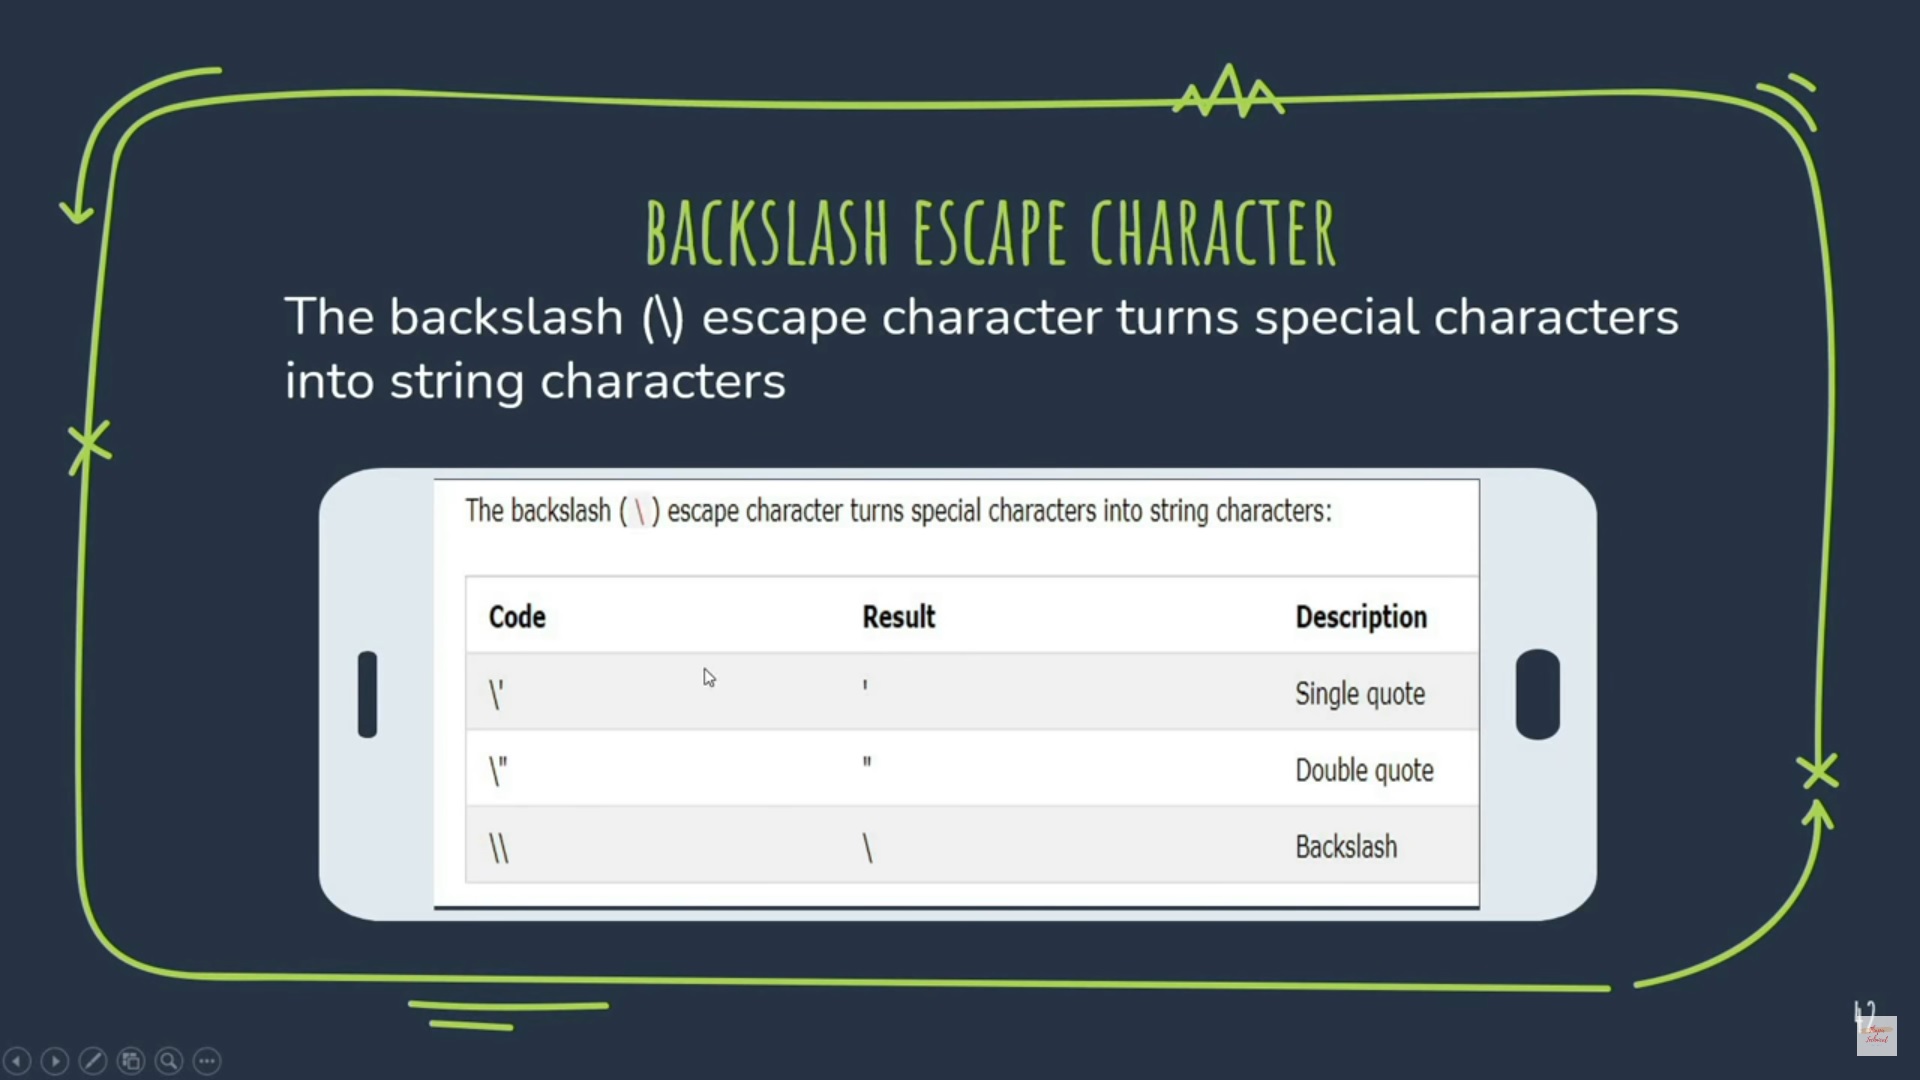 BACKSLASH ESCAPE CHARACTER
The backslash (\) escape character turns special characters
into string characters
The backslash ( \ ) escape character turns special characters into string characters:
Code Result Description
\' ' Single quote
\" " Double quote
\\ \ Backslash
42